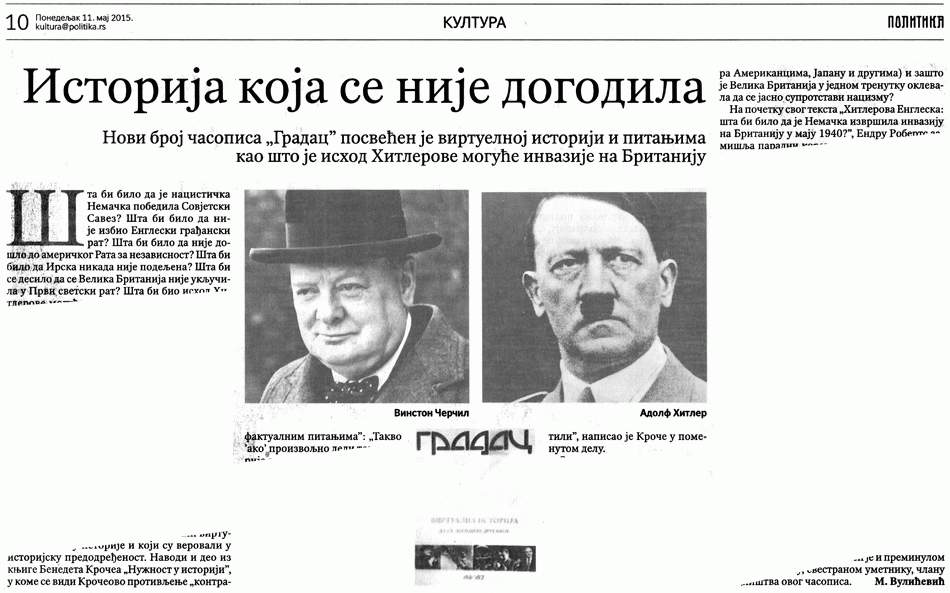 10
Понедељак 11. мај 2015.
kultura@politika.rs
КУЛТУРА
ПОЛИТИКА
Историја која се није догодила
Нови број часописа „Градац” посвећен је виртуелној историји и питањима
као што је исход Хитлерове могуће инвазије на Британију
Шта би било да је нацистичка
Немачка победила Совјетски
Савез? Шта би било да ни-
је избио Енглески грађански
рат? Шта би било да није до-
шло до америчког Рата за независност? Шта би
било да Ирска никада није подељена? Шта би
се десило да се Велика Британија није укључи-
ла у Први светски рат? Шта би био исход Хи-
тлерове
Винстон Черчил
Адолф Хитлер
фактуалним питањима”: „Такво
’ако’ произвољно дели
градац
ВИРТУЕЛНА ИСТОРИЈА
тили”, написао је Кроче у поме-
нутом делу.
историје и који су веровали у
историјску предодређеност. Наводи и део из
књиге Бенедета Крочеа „Нужност у историји”,
у коме се види Крочеово противљење „контра-
ра Американцима, Јапану и другима) и зашто
је Велика Британија у једном тренутку оклева-
ла да се јасно супротстави нацизму?
На почетку свог текста „Хитлерова Енглеска:
шта би било да је Немачка извршила инвазију
на Британију у мају 1940?”, Ендру Робертс
мишља
је и преминулом
свестраном уметнику, члану
овог часописа. М. Вулићевић